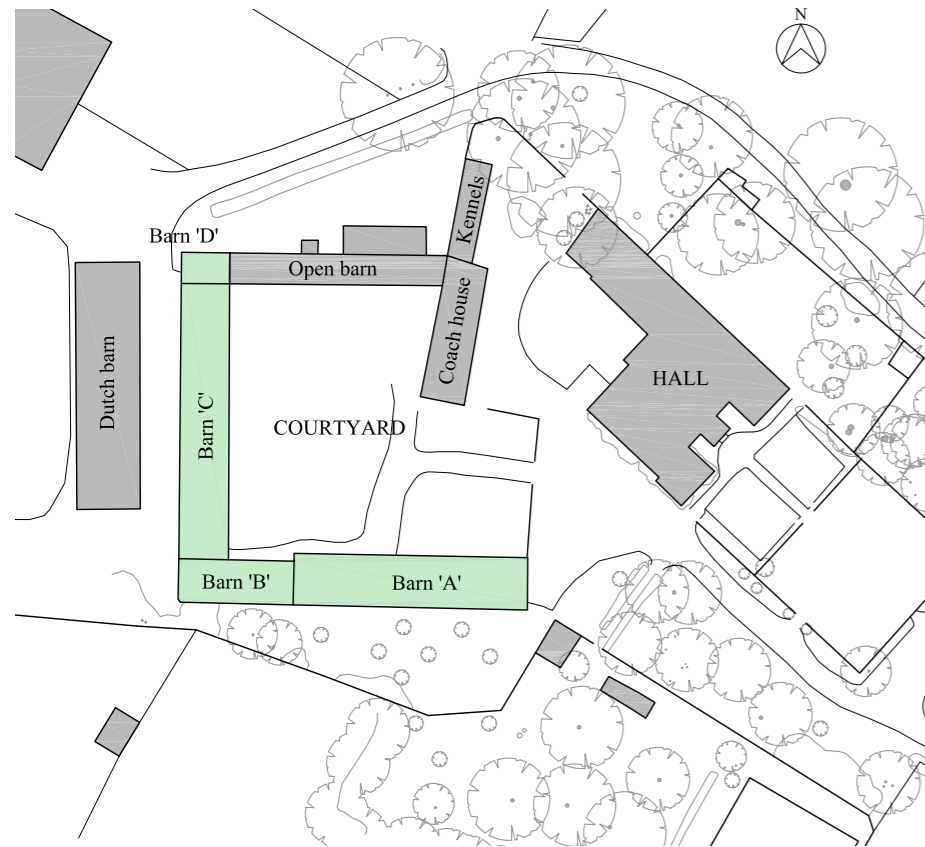 N
Kennels
Barn 'D'
Open barn
Coach house
Dutch barn
HALL
Barn 'C'
COURTYARD
Barn 'B'
Barn 'A'